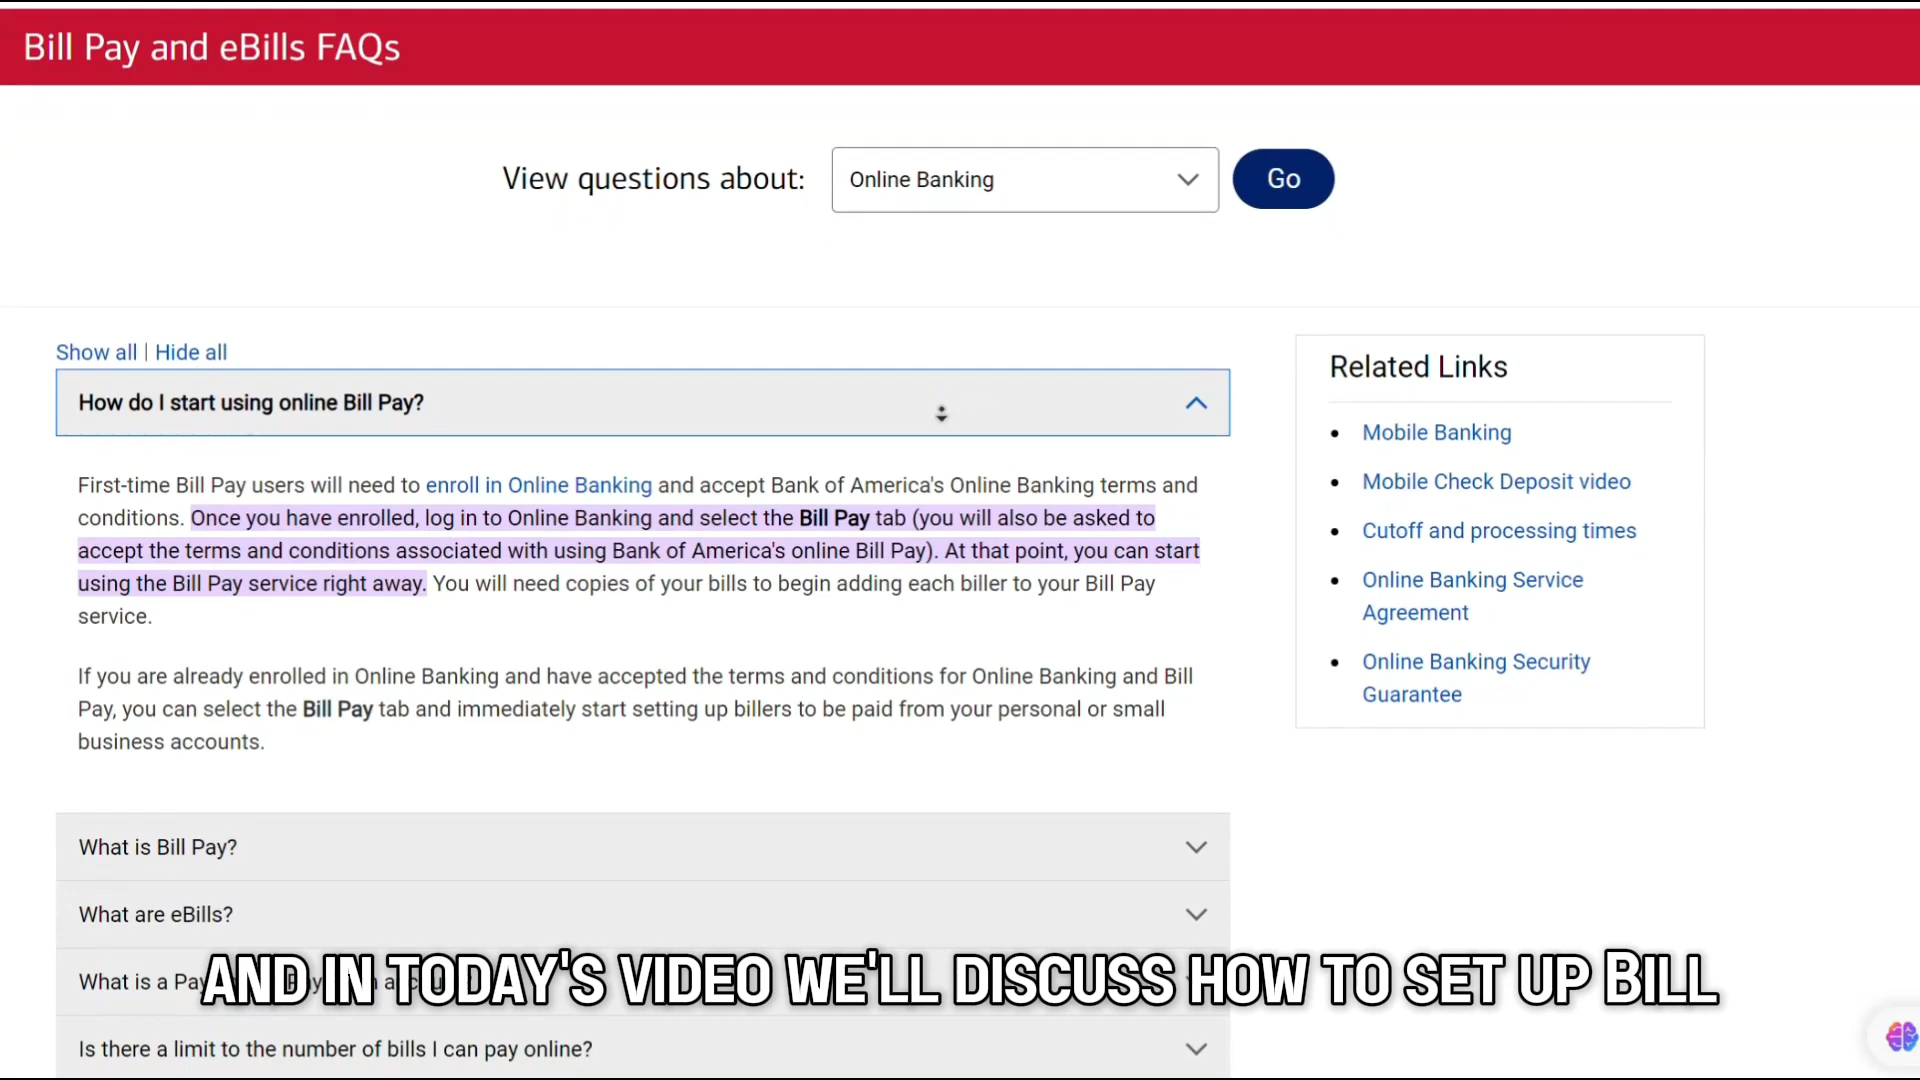 Bill Pay and eBills FAQs
View questions about:
Online Banking
Go
Show all | Hide all
How do I start using online Bill Pay?
First-time Bill Pay users will need to enroll in Online Banking and accept Bank of America's Online Banking terms and
conditions. Once you have enrolled, log in to Online Banking and select the Bill Pay tab (you will also be asked to
accept the terms and conditions associated with using Bank of America's online Bill Pay). At that point, you can start
using the Bill Pay service right away. You will need copies of your bills to begin adding each biller to your Bill Pay
service.
If you are already enrolled in Online Banking and have accepted the terms and conditions for Online Banking and Bill
Pay, you can select the Bill Pay tab and immediately start setting up billers to be paid from your personal or small
business accounts.
What is Bill Pay?
What are eBills?
What is a Pay
AND IN TODAY'S VIDEO WE'LL DISCUSS HOW TO SET UP BILL
Is there a limit to the number of bills I can pay online?
Related Links
Mobile Banking
Mobile Check Deposit video
Cutoff and processing times
Online Banking Service
Agreement
Online Banking Security
Guarantee